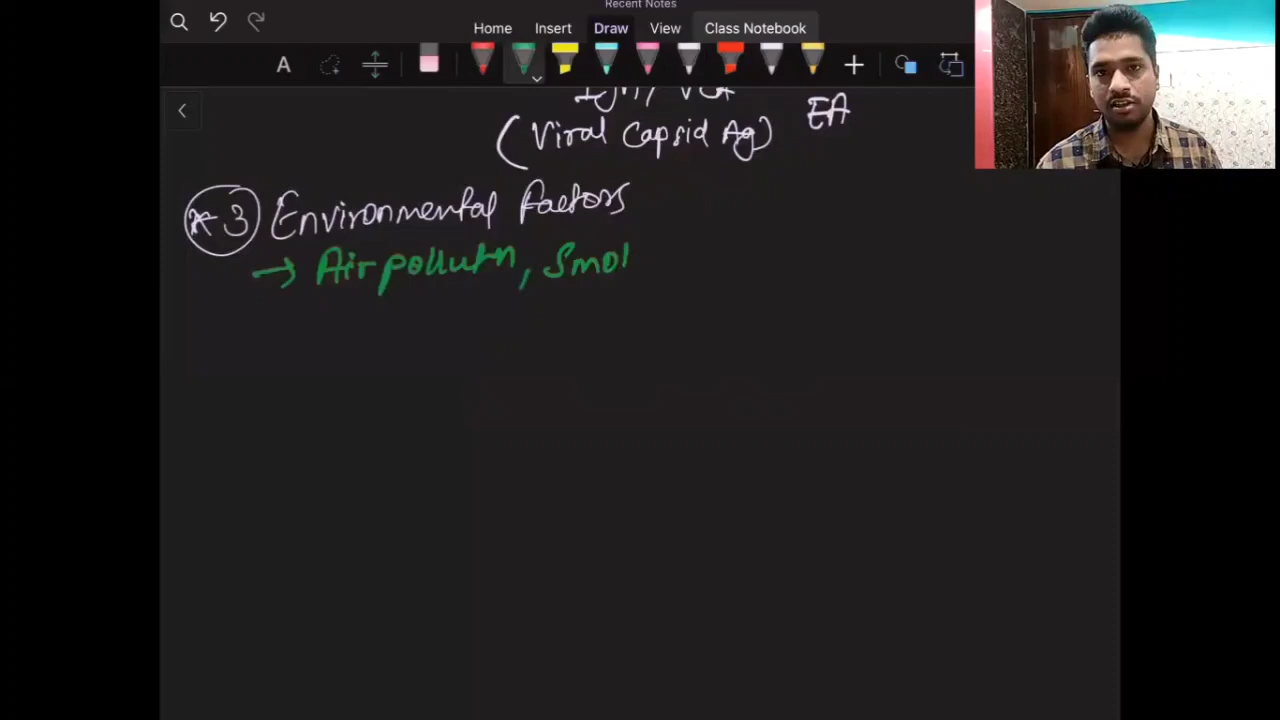 Recent Notes
Home Insert Draw View Class Notebook
A
EA
(Viral Capsid Ag)
3 Environmental factors
→ Air pollutn, Smol